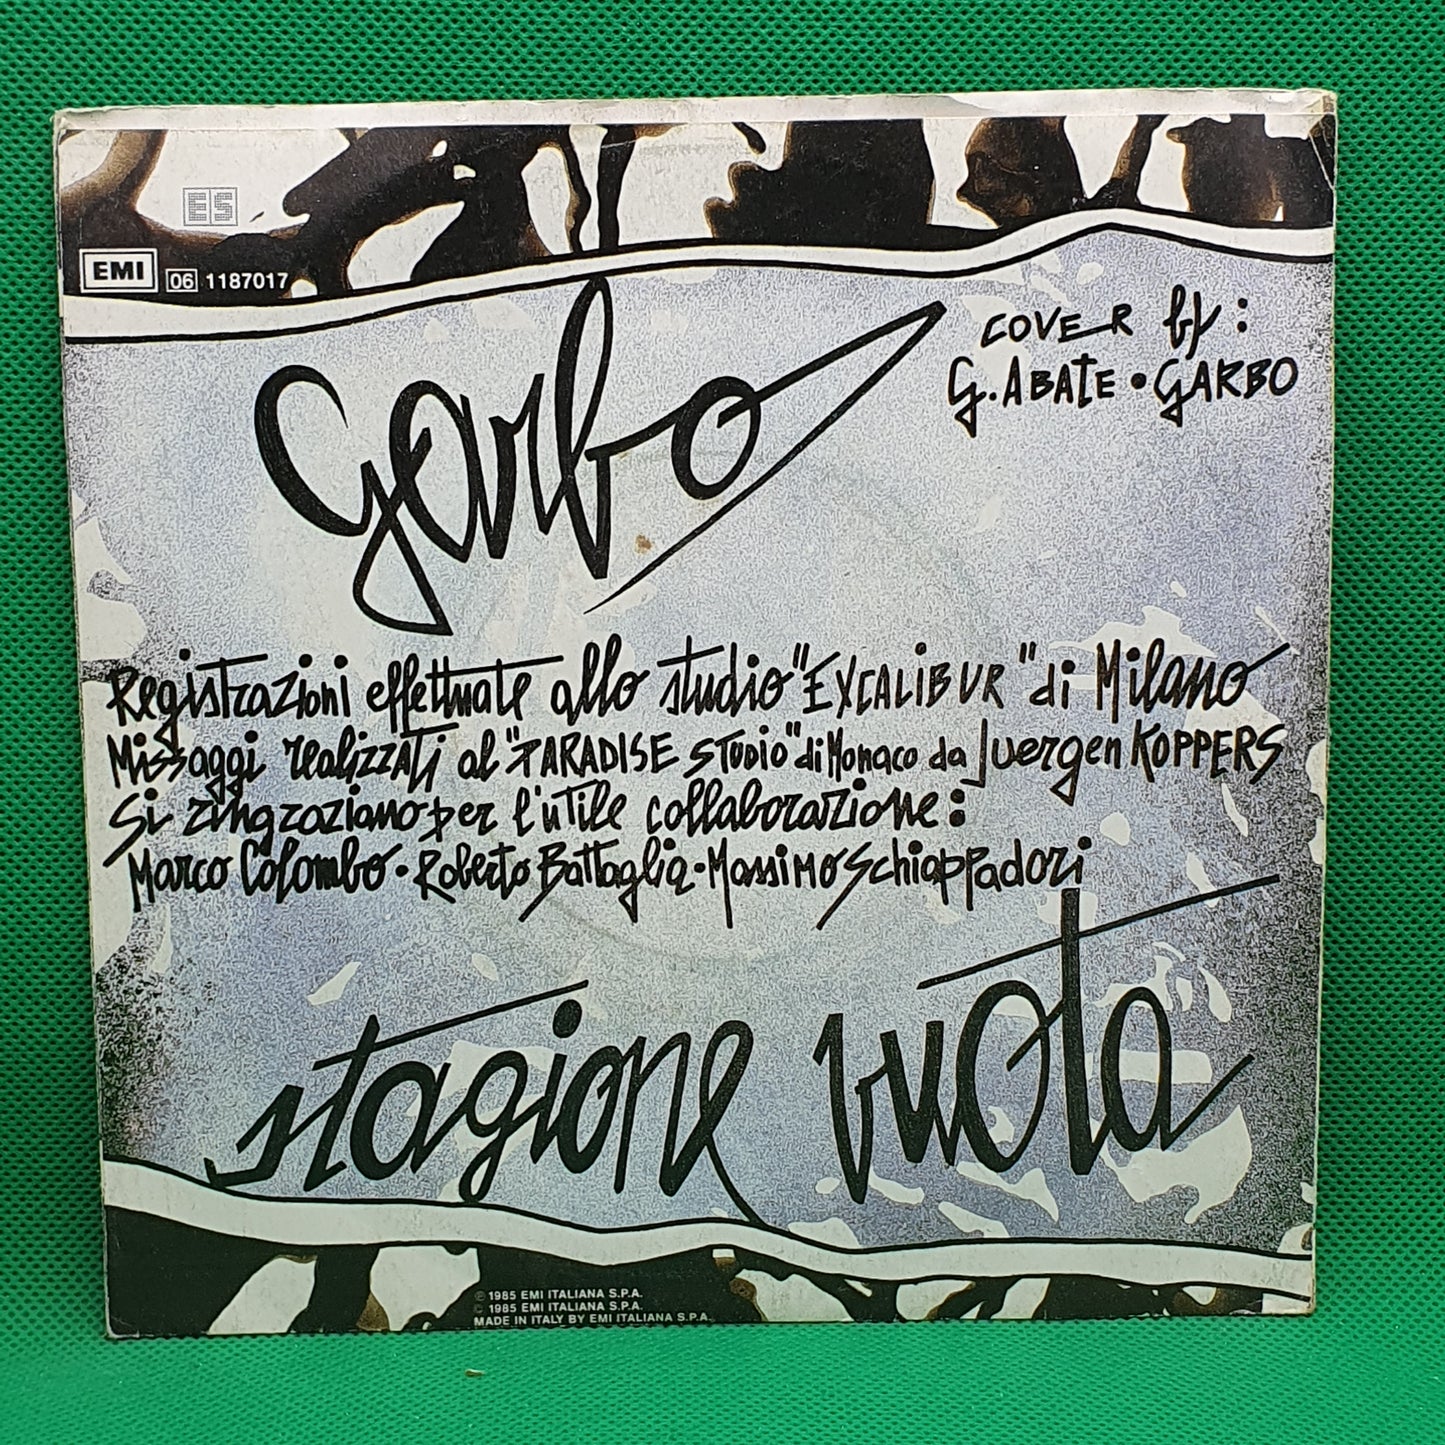 ES
EMI 06 1187017
garbo
COVER by:
G. ABATE • GARBO
Registrazioni effettuate allo studio "EXCALIBUR" di Milano
Missaggi realizzati al "PARADISE STUDIO" di Monaco da Juergen KOPPERS
Si ringraziano per l'utile collaborazione:
Marco Colombo • Roberto Battaglia • Massimo Schiappadori
stagione vuota
℗ 1985 EMI ITALIANA S.P.A.
© 1985 EMI ITALIANA S.P.A.
MADE IN ITALY BY EMI ITALIANA S.P.A.